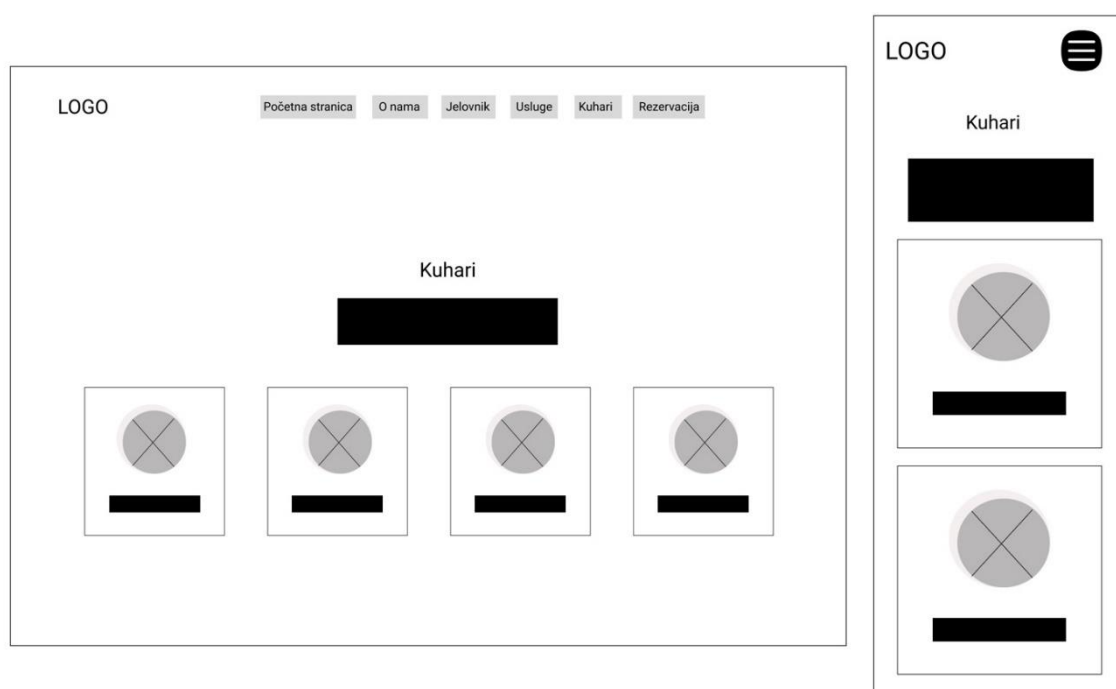 LOGO
Početna stranica O nama Jelovnik Usluge Kuhari Rezervacija
Kuhari
LOGO
Kuhari